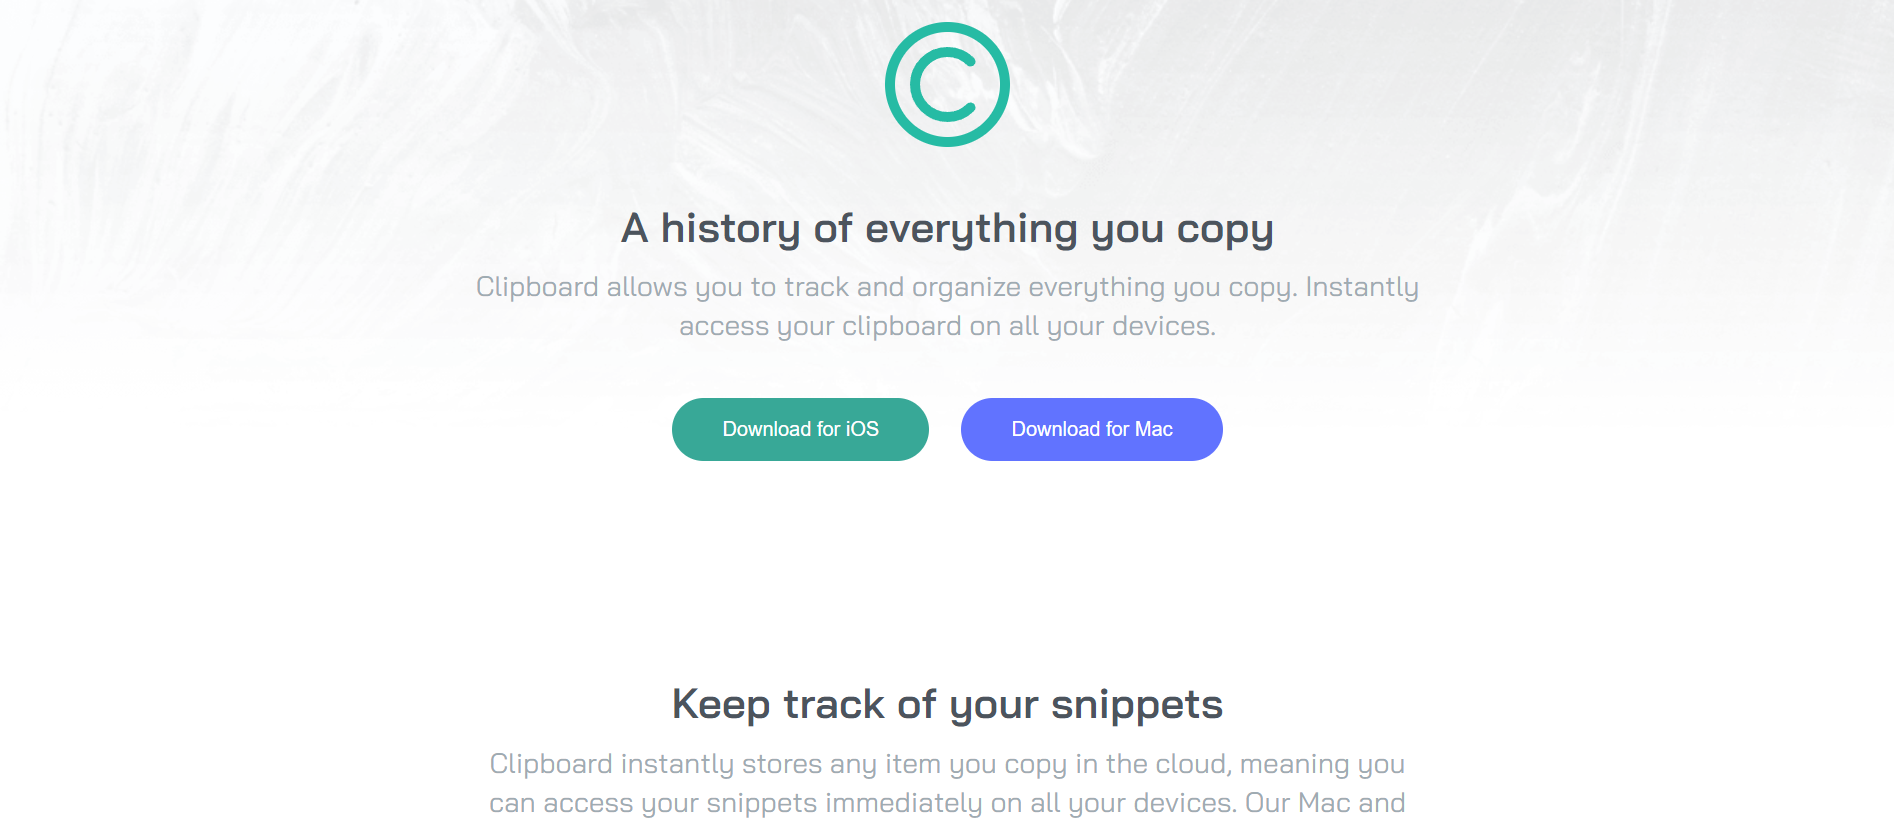 A history of everything you copy
Clipboard allows you to track and organize everything you copy. Instantly
access your clipboard on all your devices.
Download for iOS
Download for Mac
Keep track of your snippets
Clipboard instantly stores any item you copy in the cloud, meaning you
can access your snippets immediately on all your devices. Our Mac and